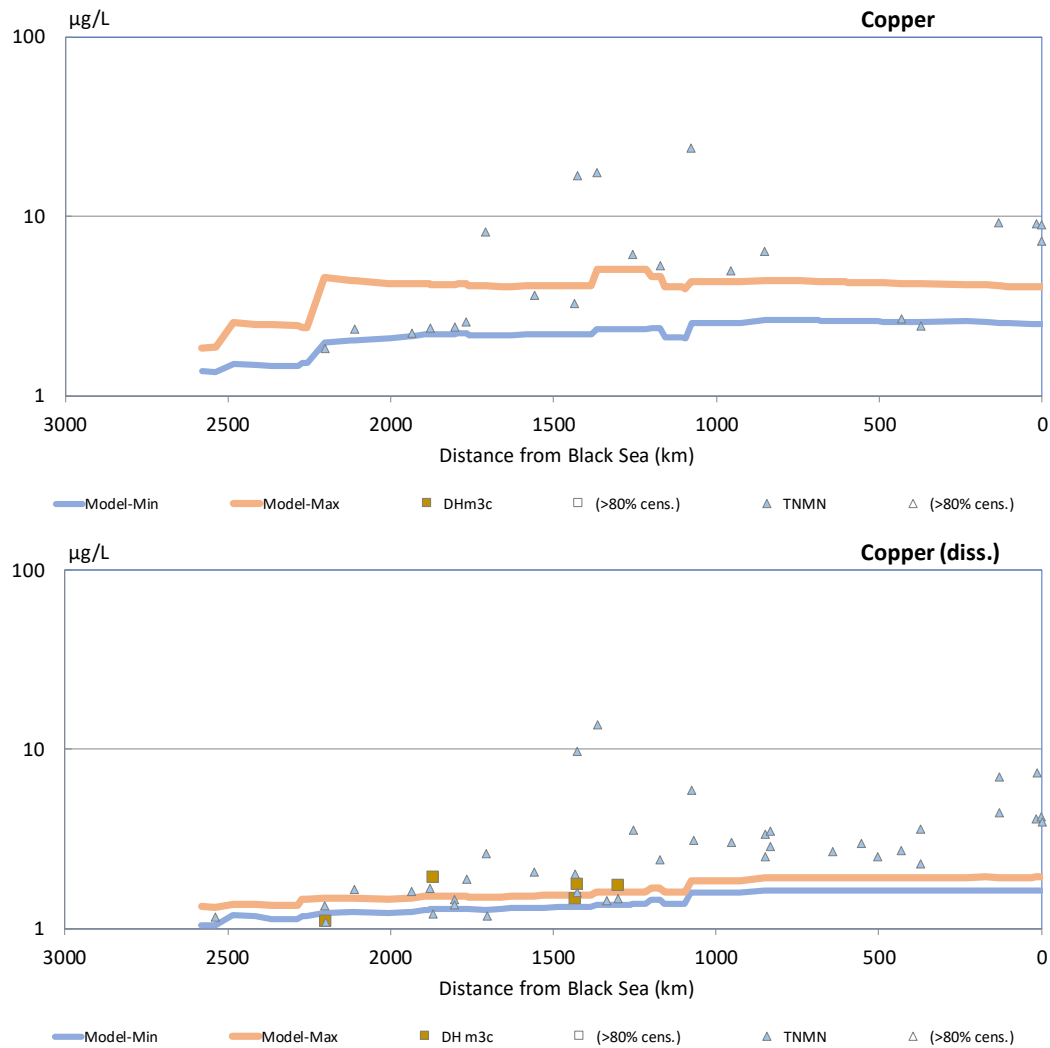 µg/L Copper
100
10
1
3000 2500 2000 1500 1000 500 0
Distance from Black Sea (km)
Model-Min Model-Max DHm3c (>80% cens.) TNMN (>80% cens.)
µg/L Copper (diss.)
100
10
1
3000 2500 2000 1500 1000 500 0
Distance from Black Sea (km)
Model-Min Model-Max DH m3c (>80% cens.) TNMN (>80% cens.)